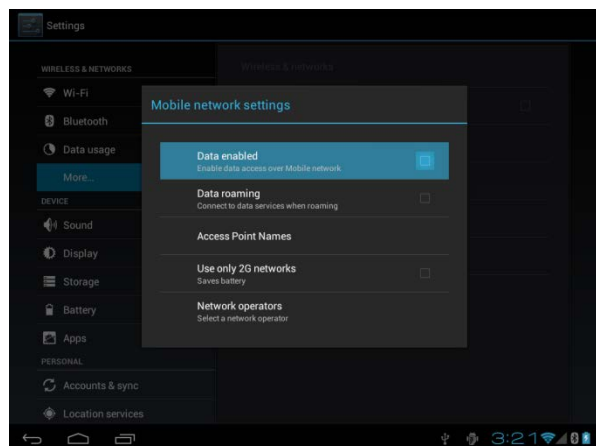 Settings
WIRELESS & NETWORKS
Wireless & networks
Wi-Fi
Bluetooth
Data usage
More...
DEVICE
Sound
Display
Storage
Battery
Apps
PERSONAL
Accounts & sync
Location services
Mobile network settings
Data enabled
Enable data access over Mobile network
Data roaming
Connect to data services when roaming
Access Point Names
Use only 2G networks
Saves battery
Network operators
Select a network operator
3:21